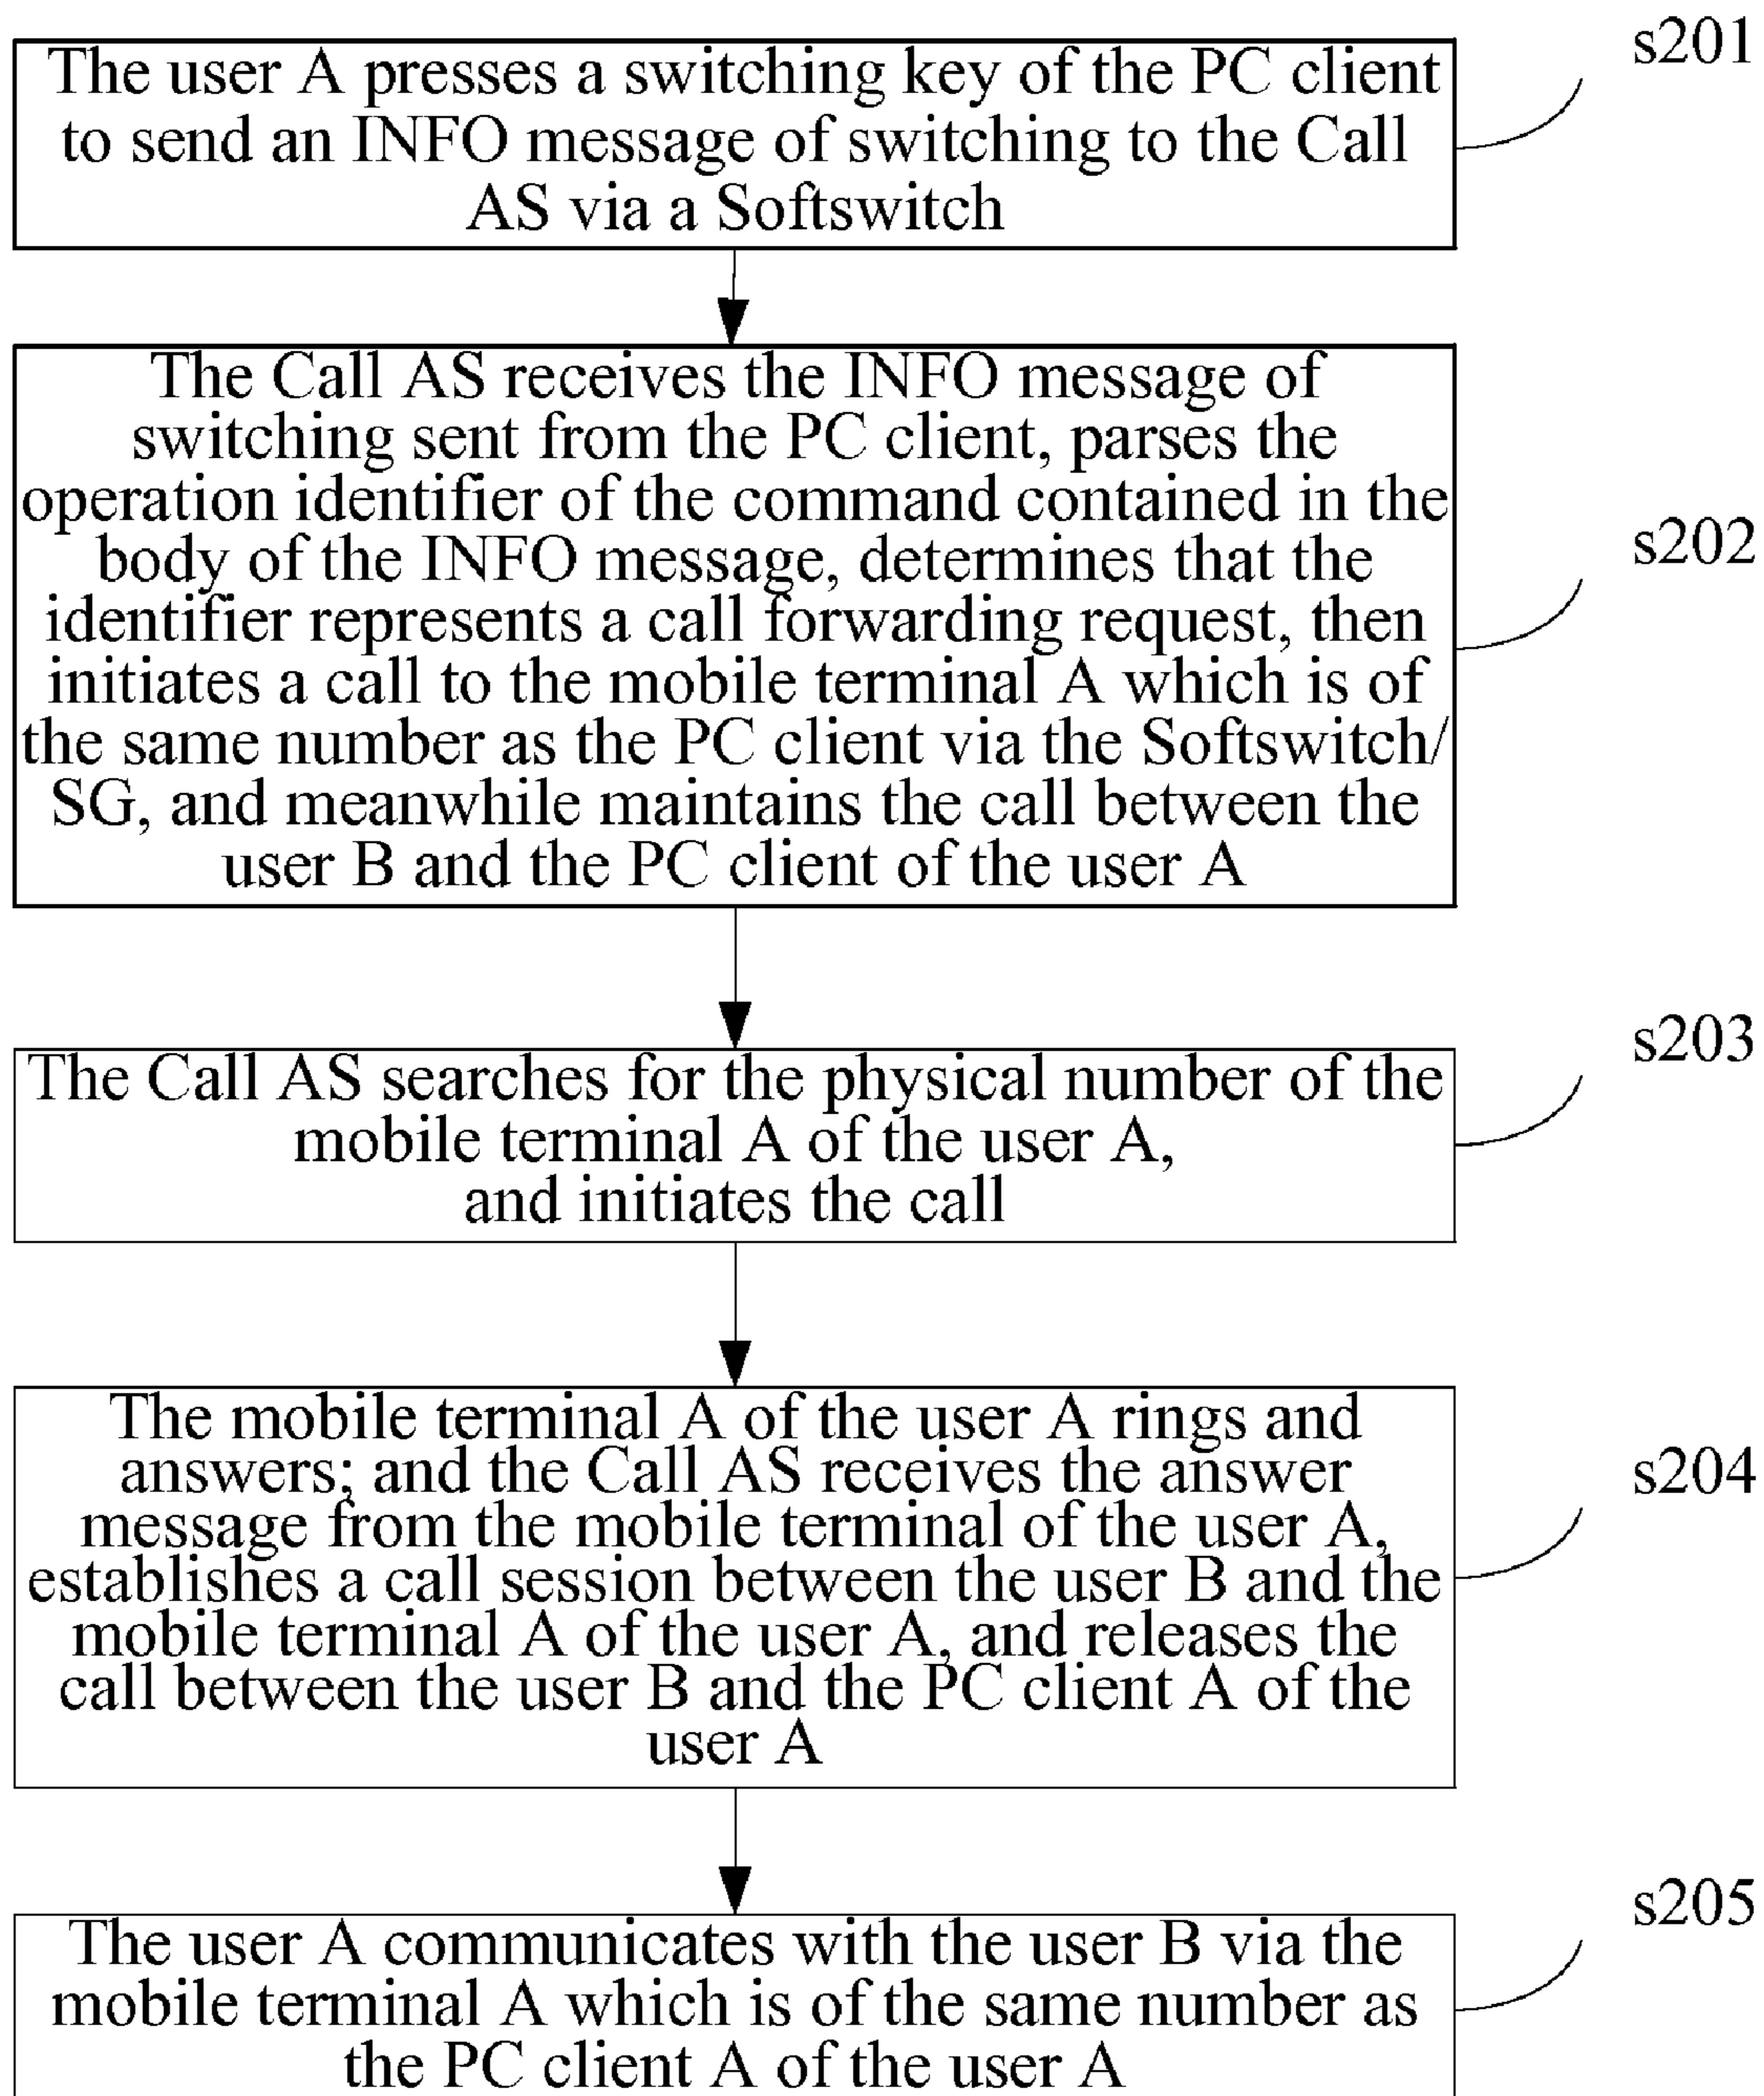 s201
The user A presses a switching key of the PC client
to send an INFO message of switching to the Call
AS via a Softswitch
The Call AS receives the INFO message of
switching sent from the PC client, parses the
operation identifier of the command contained in the
body of the INFO message, determines that the
identifier represents a call forwarding request, then
initiates a call to the mobile terminal A which is of
the same number as the PC client via the Softswitch/
SG, and meanwhile maintains the call between the
user B and the PC client of the user A
s202
s203
The Call AS searches for the physical number of the
mobile terminal A of the user A,
and initiates the call
The mobile terminal A of the user A rings and
answers; and the Call AS receives the answer
message from the mobile terminal of the user A,
establishes a call session between the user B and the
mobile terminal A of the user A, and releases the
call between the user B and the PC client A of the
user A
s204
s205
The user A communicates with the user B via the
mobile terminal A which is of the same number as
the PC client A of the user A